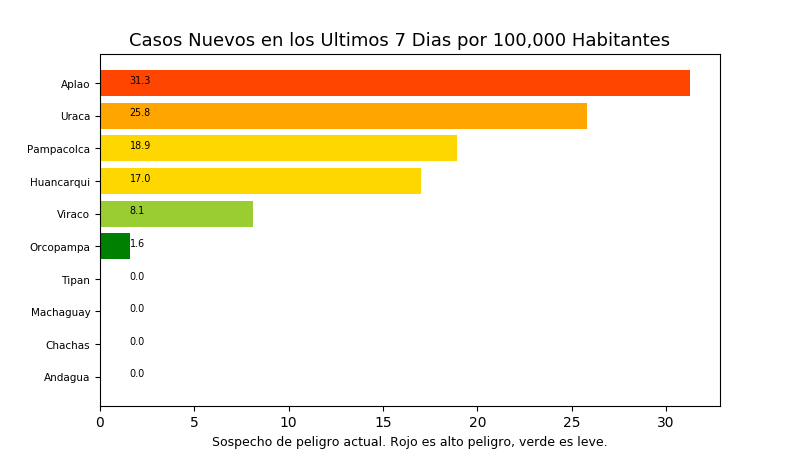 Casos Nuevos en los Ultimos 7 Dias por 100,000 Habitantes
Aplao 31.3
Uraca 25.8
Pampacolca 18.9
Huancarqui 17.0
Viraco 8.1
Orcopampa 1.6
Tipan 0.0
Machaguay 0.0
Chachas 0.0
Andagua 0.0
0 5 10 15 20 25 30
Sospecho de peligro actual. Rojo es alto peligro, verde es leve.